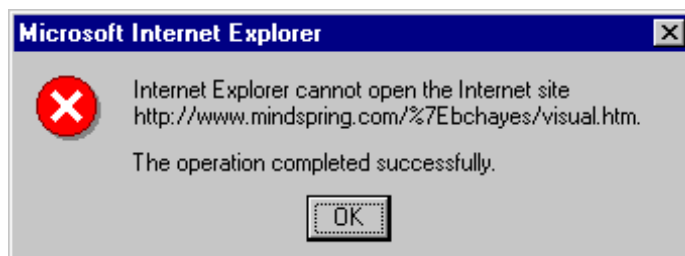 Microsoft Internet Explorer
Internet Explorer cannot open the Internet site
http://www.mindspring.com/%7Ebchayes/visual.htm.
The operation completed successfully.
OK